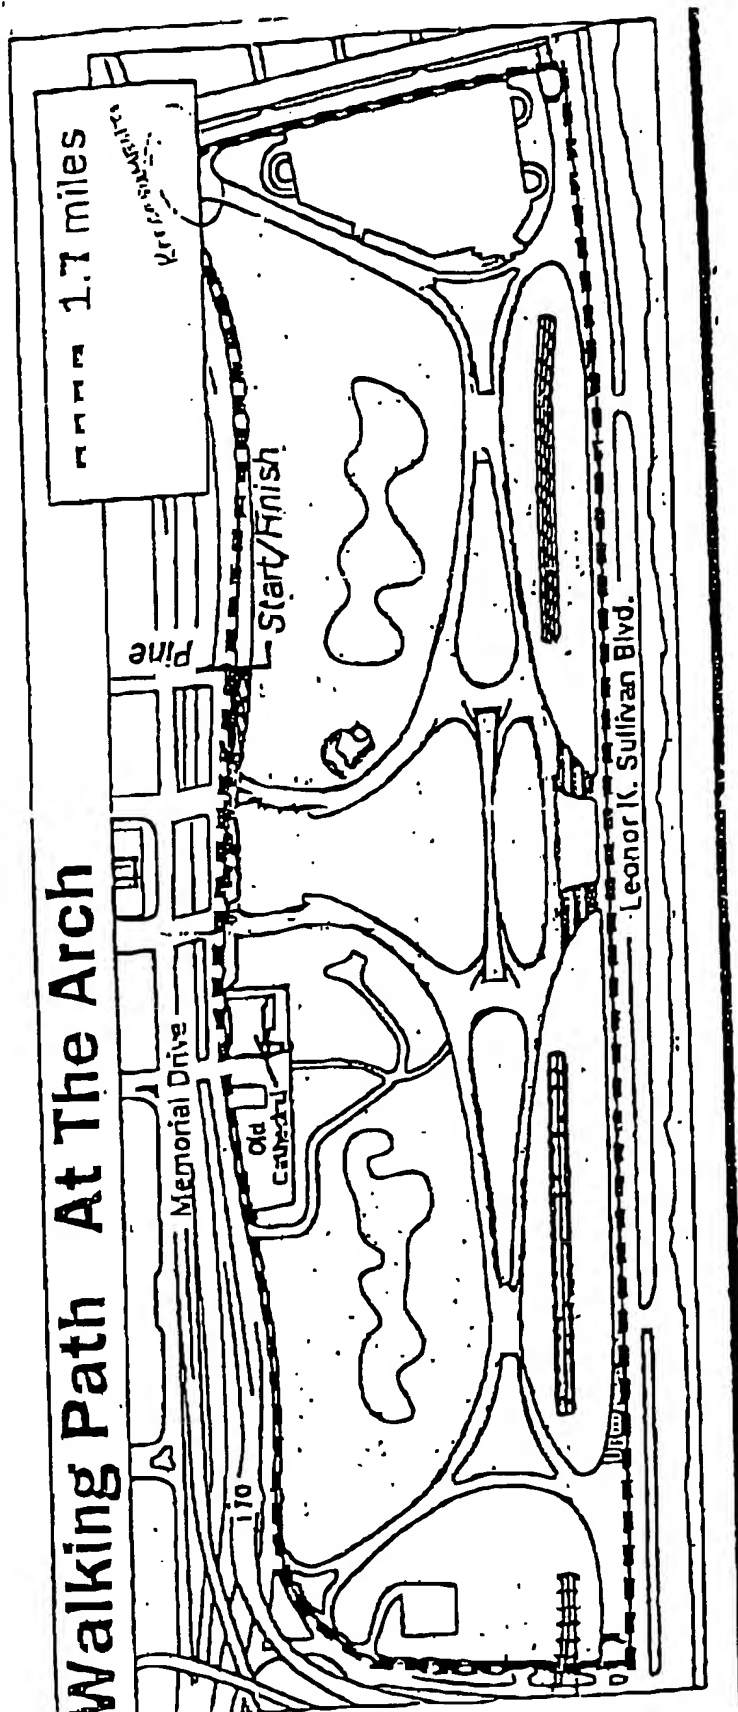 Walking Path At The Arch
1.7 miles
Start/Finish
Pine
Memorial Drive
Old
Cathedral
I 70
Leonor K. Sullivan Blvd.